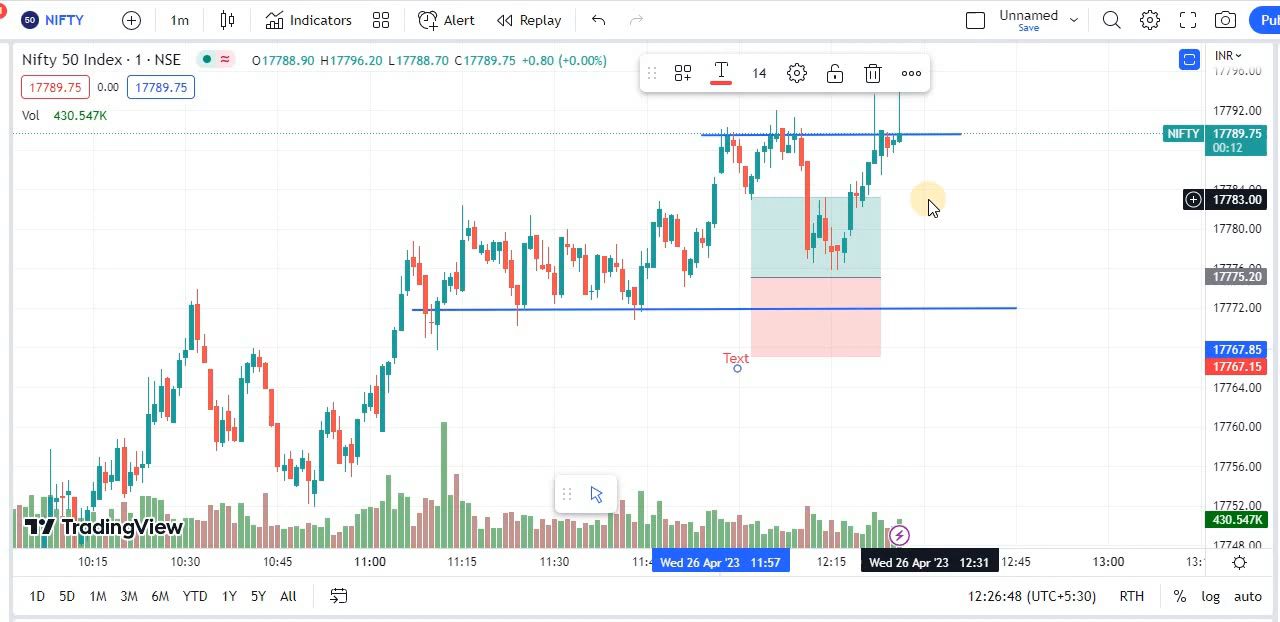 50 NIFTY
1m
Indicators
Alert
Replay
Unnamed
Save
Nifty 50 Index · 1 · NSE
O17788.90 H17796.20 L17788.70 C17789.75 +0.80 (+0.00%)
INR
17789.75 0.00 17789.75
Vol 430.547K
14
17796.00
17792.00
NIFTY 17789.75
00:12
17784.00
17783.00
17780.00
17775.20
17772.00
17767.85
17767.15
17764.00
17760.00
17756.00
17752.00
430.547K
17748.00
Text
TradingView
10:15 10:30 10:45 11:00 11:15 11:30 Wed 26 Apr '23 11:57 12:15 Wed 26 Apr '23 12:31 12:45 13:00
1D 5D 1M 3M 6M YTD 1Y 5Y All
12:26:48 (UTC+5:30) RTH % log auto